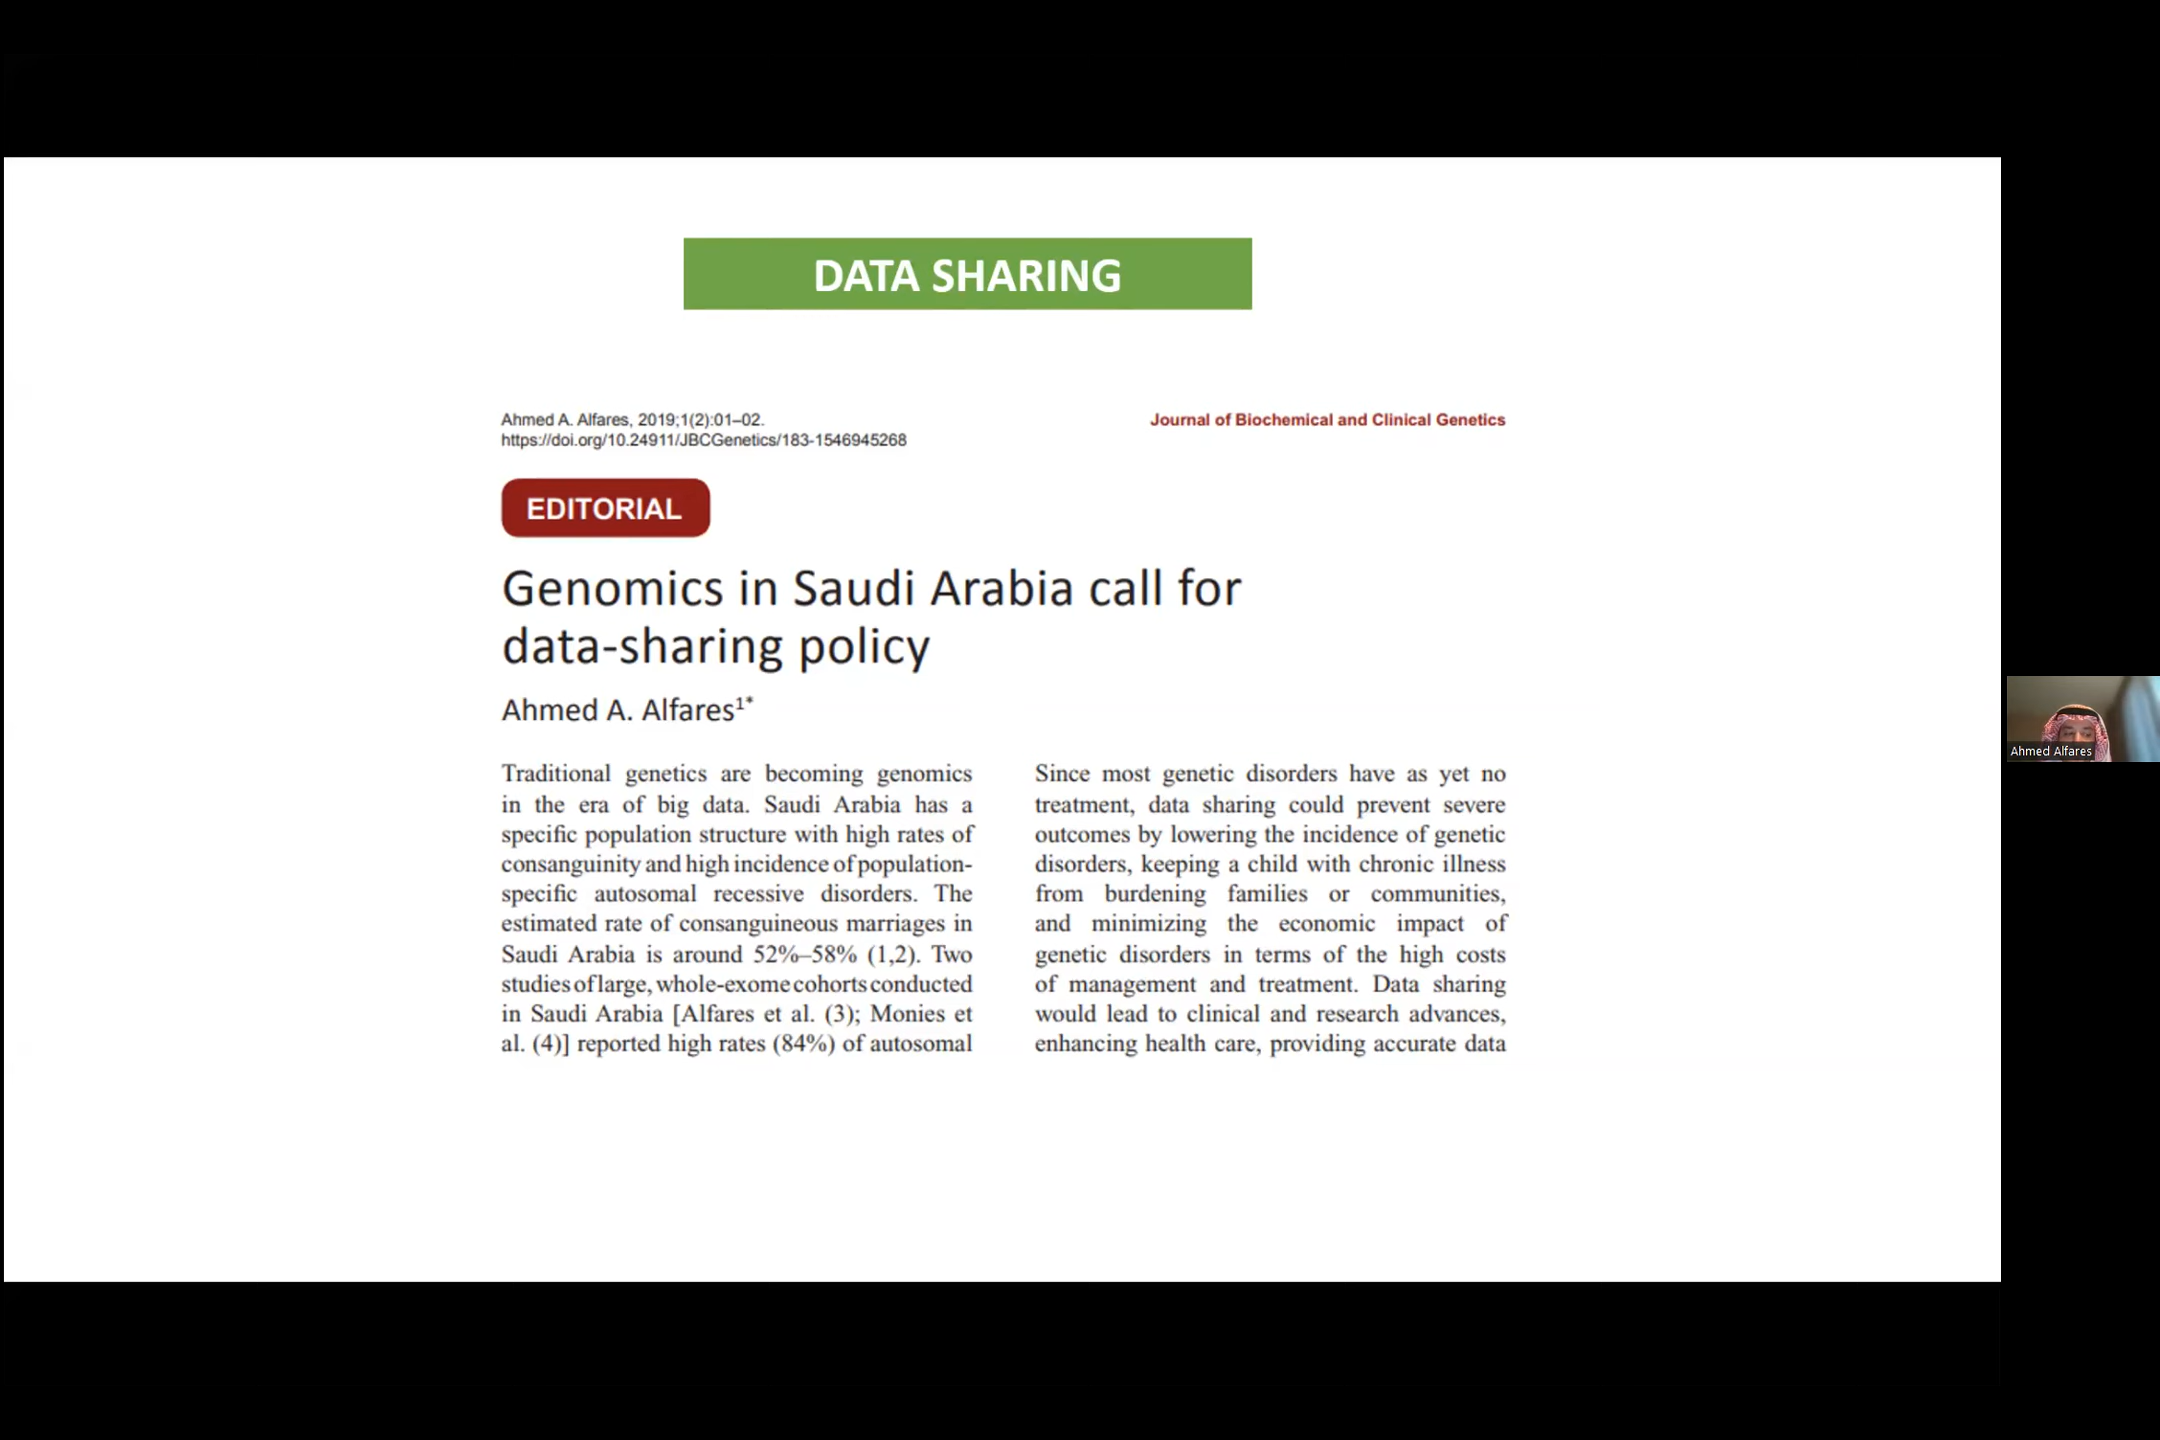 DATA SHARING
Ahmed A. Alfares, 2019;1(2):01–02.
https://doi.org/10.24911/JBCGenetics/183-1546945268
Journal of Biochemical and Clinical Genetics
EDITORIAL
Genomics in Saudi Arabia call for
data-sharing policy
Ahmed A. Alfares1*
Traditional genetics are becoming genomics
in the era of big data. Saudi Arabia has a
specific population structure with high rates of
consanguinity and high incidence of population-
specific autosomal recessive disorders. The
estimated rate of consanguineous marriages in
Saudi Arabia is around 52%–58% (1,2). Two
studies of large, whole-exome cohorts conducted
in Saudi Arabia [Alfares et al. (3); Monies et
al. (4)] reported high rates (84%) of autosomal
Since most genetic disorders have as yet no
treatment, data sharing could prevent severe
outcomes by lowering the incidence of genetic
disorders, keeping a child with chronic illness
from burdening families or communities,
and minimizing the economic impact of
genetic disorders in terms of the high costs
of management and treatment. Data sharing
would lead to clinical and research advances,
enhancing health care, providing accurate data
Ahmed Alfares